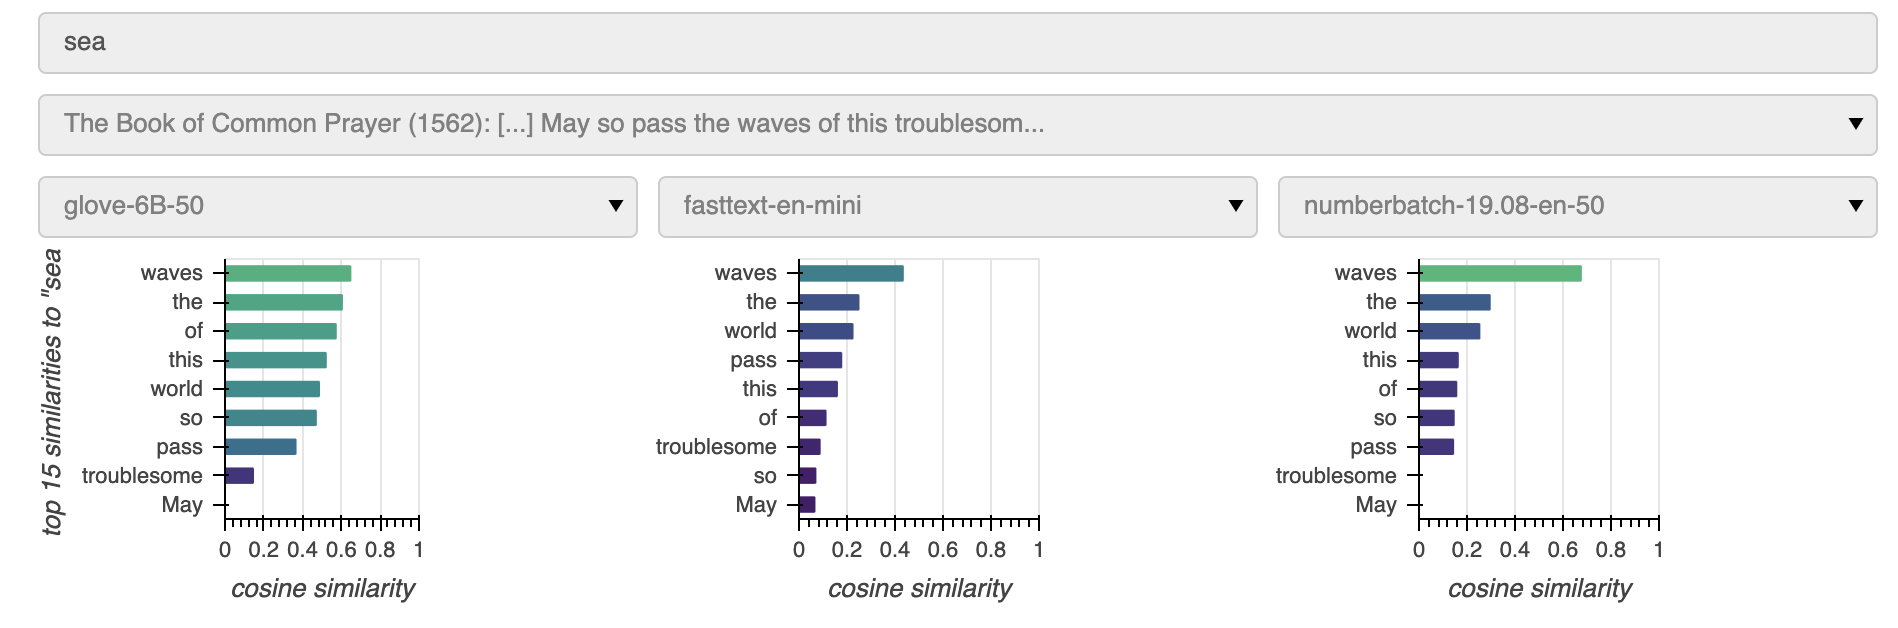 sea
The Book of Common Prayer (1562): [...] May so pass the waves of this troublesom...
glove-6B-50
fasttext-en-mini
numberbatch-19.08-en-50
top 15 similarities to "sea
waves
the
of
this
world
so
pass
troublesome
May
0 0.2 0.4 0.6 0.8 1
cosine similarity
waves
the
world
pass
this
of
troublesome
so
May
0 0.2 0.4 0.6 0.8 1
cosine similarity
waves
the
world
this
of
so
pass
troublesome
May
0 0.2 0.4 0.6 0.8 1
cosine similarity